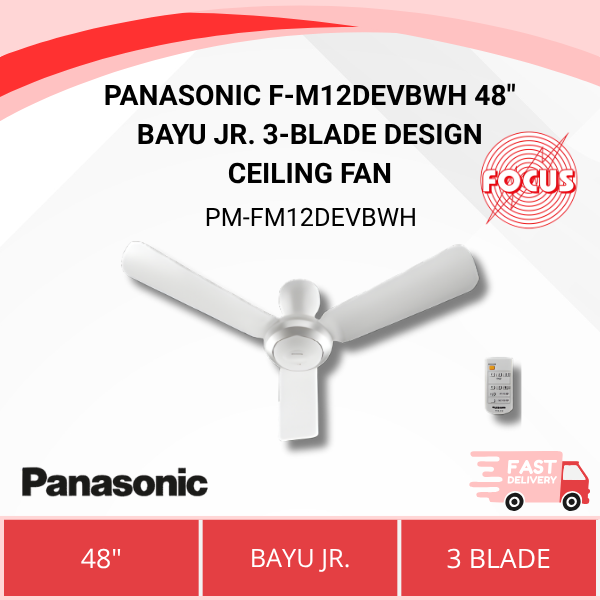 PANASONIC F-M12DEVBWH 48"
BAYU JR. 3-BLADE DESIGN
CEILING FAN
PM-FM12DEVBWH
FOCUS
Panasonic
Panasonic
FAST
DELIVERY
48"
BAYU JR.
3 BLADE